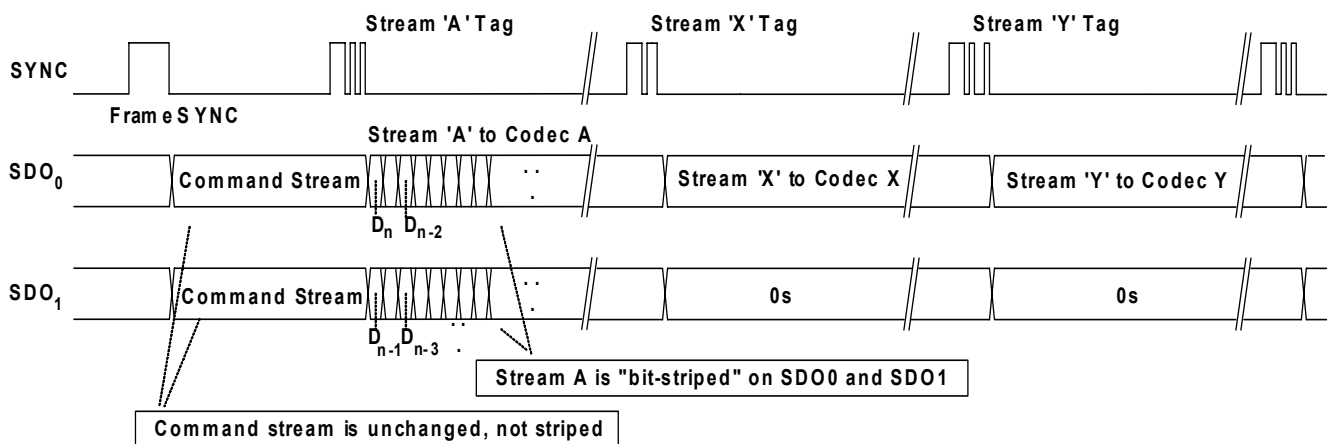 Stream 'A' Tag
Stream 'X' Tag
Stream 'Y' Tag
SYNC
Frame SYNC
Stream 'A' to Codec A
SDO0
Command Stream
Stream 'X' to Codec X
Stream 'Y' to Codec Y
Dn Dn-2
SDO1
Command Stream
0s
0s
Dn-1 Dn-3
Stream A is "bit-striped" on SDO0 and SDO1
Command stream is unchanged, not striped